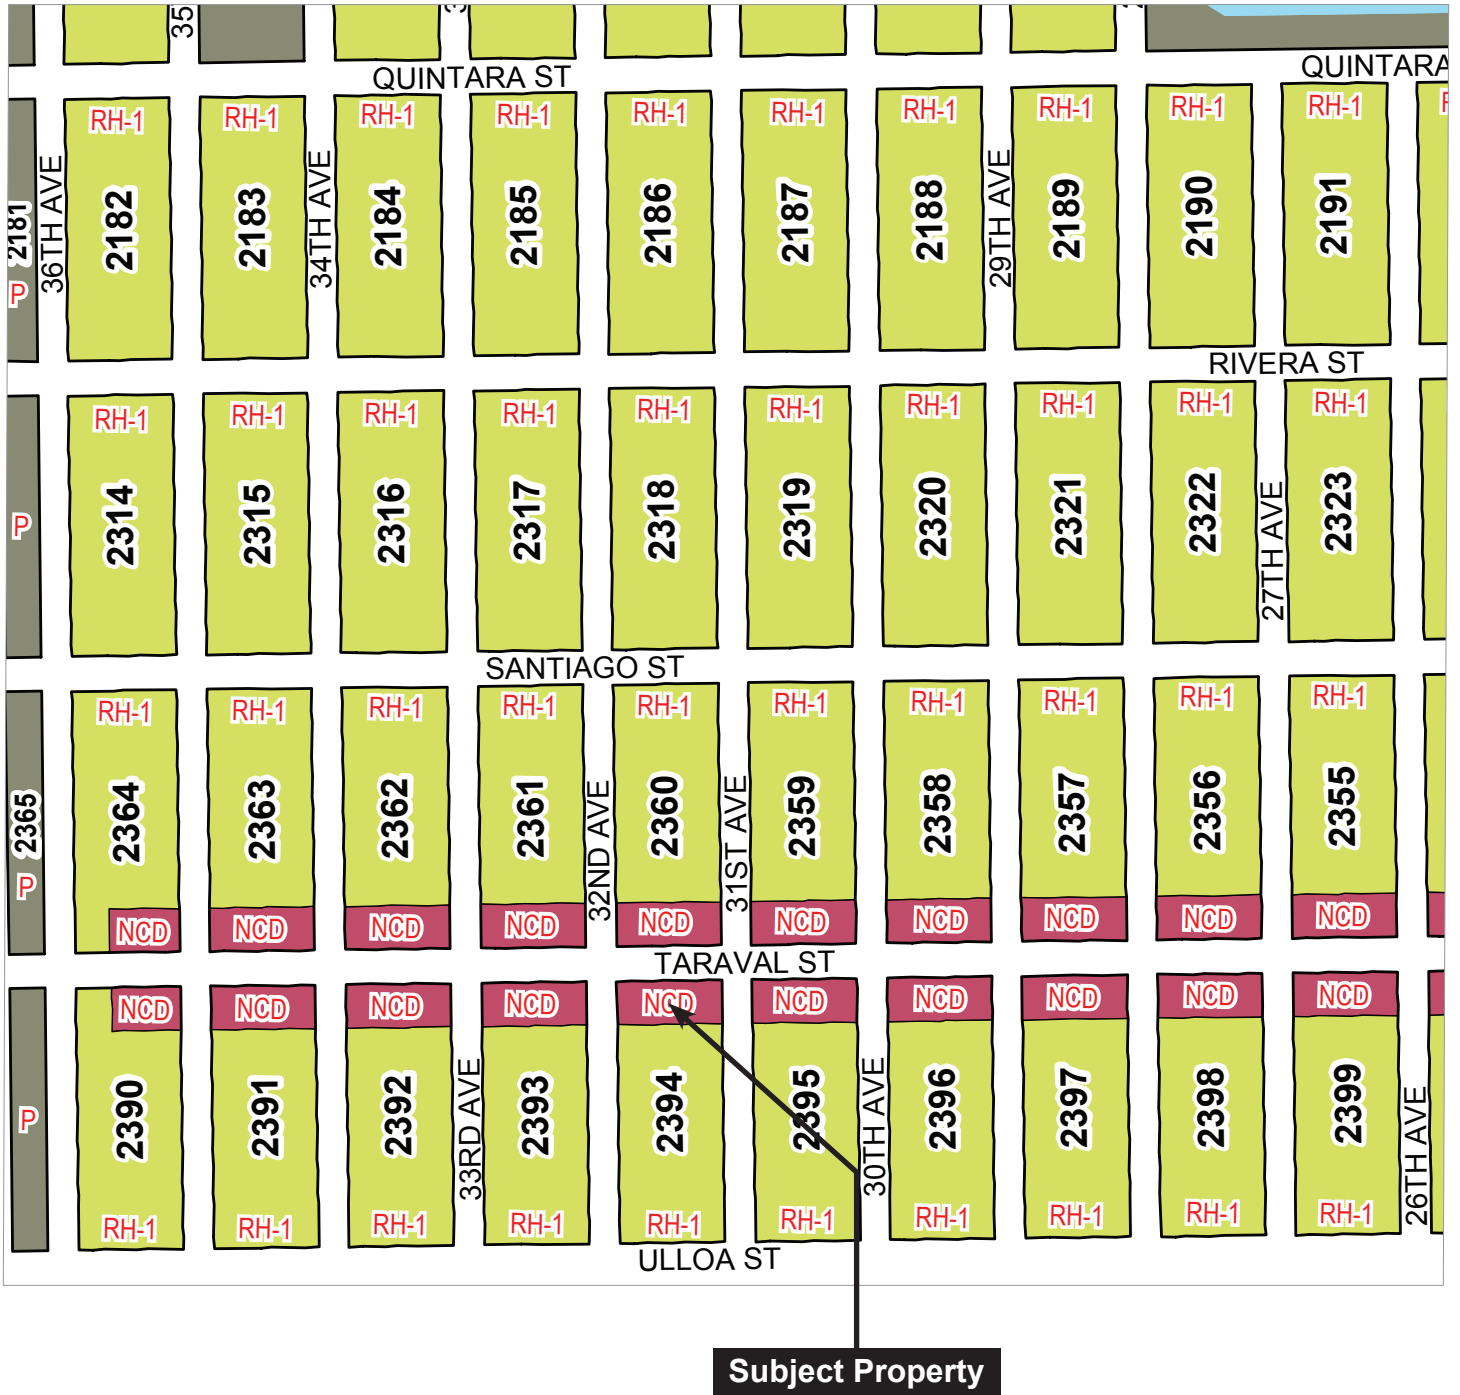 35
QUINTARA ST
QUINTARA
RH-1
RH-1
RH-1
RH-1
RH-1
RH-1
RH-1
RH-1
RH-1
RH-1
2181
P
36TH AVE
2182
2183
34TH AVE
2184
2185
2186
2187
2188
29TH AVE
2189
2190
2191
RIVERA ST
RH-1
RH-1
RH-1
RH-1
RH-1
RH-1
RH-1
RH-1
RH-1
RH-1
P
2314
2315
2316
2317
2318
2319
2320
2321
2322
27TH AVE
2323
SANTIAGO ST
RH-1
RH-1
RH-1
RH-1
RH-1
RH-1
RH-1
RH-1
RH-1
RH-1
2365
P
2364
2363
2362
2361
32ND AVE
2360
31ST AVE
2359
2358
2357
2356
2355
NCD
NCD
NCD
NCD
NCD
NCD
NCD
NCD
NCD
NCD
TARAVAL ST
NCD
NCD
NCD
NCD
NCD
NCD
NCD
NCD
NCD
NCD
P
2390
2391
2392
33RD AVE
2393
2394
2395
30TH AVE
2396
2397
2398
2399
26TH AVE
RH-1
RH-1
RH-1
RH-1
RH-1
RH-1
RH-1
RH-1
RH-1
RH-1
ULLOA ST
Subject Property